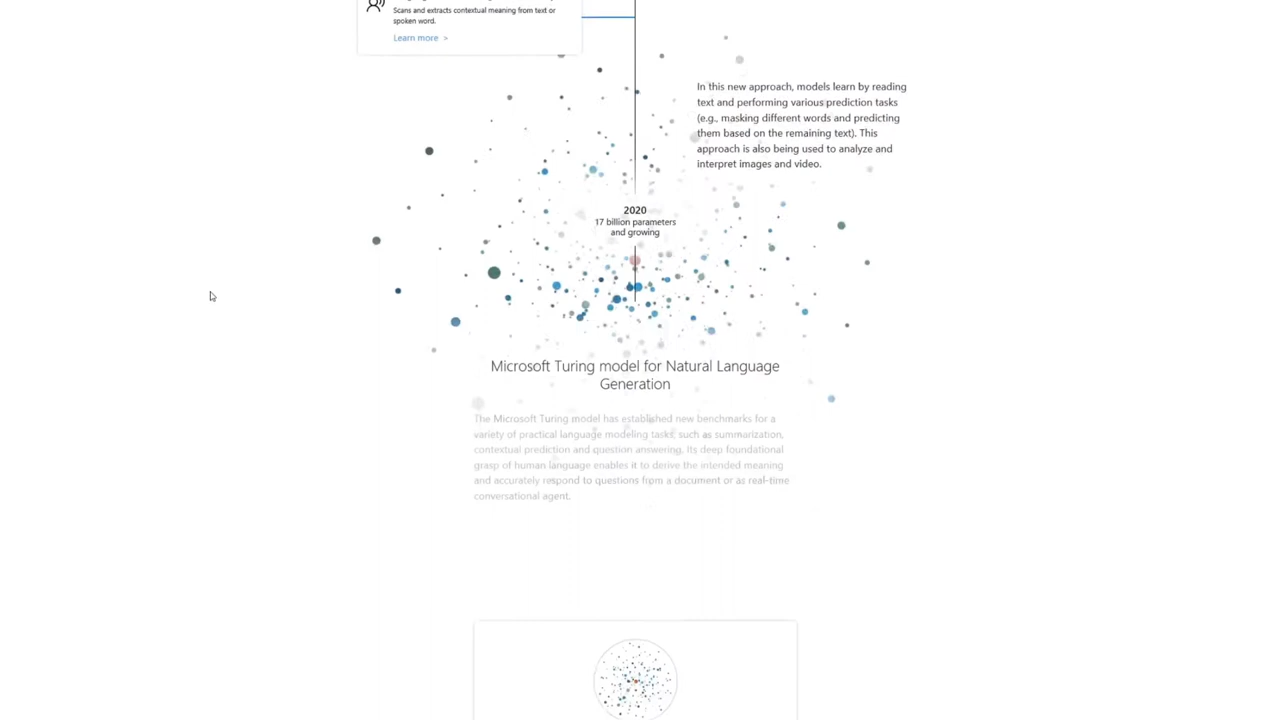 Scans and extracts contextual meaning from text or
spoken word.
Learn more >
In this new approach, models learn by reading
text and performing various prediction tasks
(e.g., masking different words and predicting
them based on the remaining text). This
approach is also being used to analyze and
interpret images and video.
2020
17 billion parameters
and growing
Microsoft Turing model for Natural Language
Generation
The Microsoft Turing model has established new benchmarks for a
variety of practical language modeling tasks, such as summarization,
contextual prediction and question answering. Its deep foundational
grasp of human language enables it to derive the intended meaning
and accurately respond to questions from a document or as real-time
conversational agent.